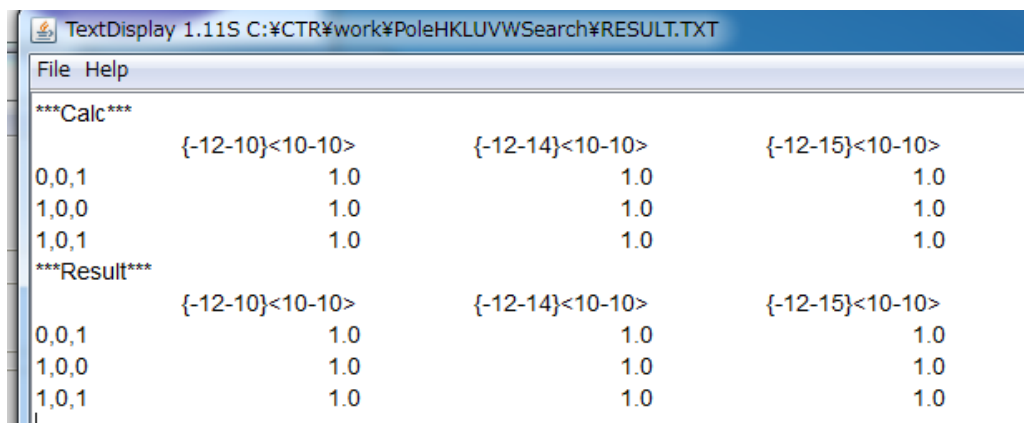 TextDisplay 1.11S C:¥CTR¥work¥PoleHKLUVWSearch¥RESULT.TXT
File Help
***Calc***
{-12-10}<10-10> {-12-14}<10-10> {-12-15}<10-10>
0,0,1 1.0 1.0 1.0
1,0,0 1.0 1.0 1.0
1,0,1 1.0 1.0 1.0
***Result***
{-12-10}<10-10> {-12-14}<10-10> {-12-15}<10-10>
0,0,1 1.0 1.0 1.0
1,0,0 1.0 1.0 1.0
1,0,1 1.0 1.0 1.0